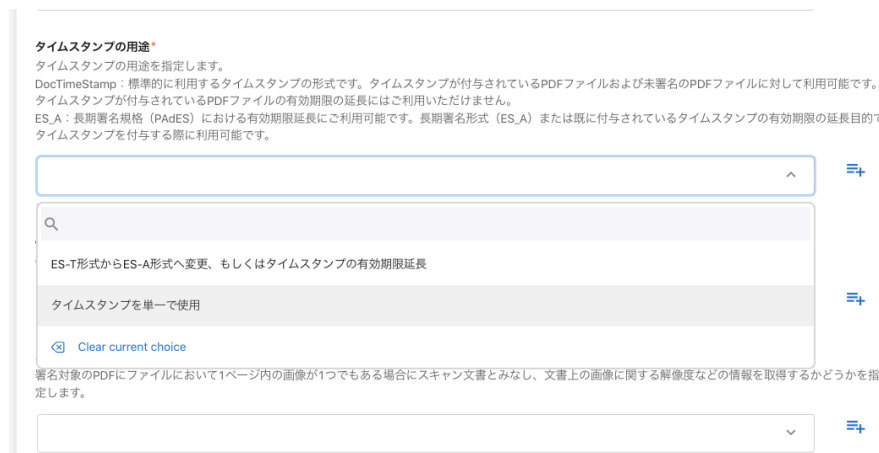 タイムスタンプの用途*
タイムスタンプの用途を指定します。
DocTimeStamp：標準的に利用するタイムスタンプの形式です。タイムスタンプが付与されているPDFファイルおよび未署名のPDFファイルに対して利用可能です。
タイムスタンプが付与されているPDFファイルの有効期限の延長にはご利用いただけません。
ES_A：長期署名規格（PAdES）における有効期限延長にご利用可能です。長期署名形式（ES_A）または既に付与されているタイムスタンプの有効期限の延長目的で
タイムスタンプを付与する際に利用可能です。
ES-T形式からES-A形式へ変更、もしくはタイムスタンプの有効期限延長
タイムスタンプを単一で使用
Clear current choice
署名対象のPDFにファイルにおいて1ページ内の画像が1つでもある場合にスキャン文書とみなし、文書上の画像に関する解像度などの情報を取得するかどうかを指
定します。